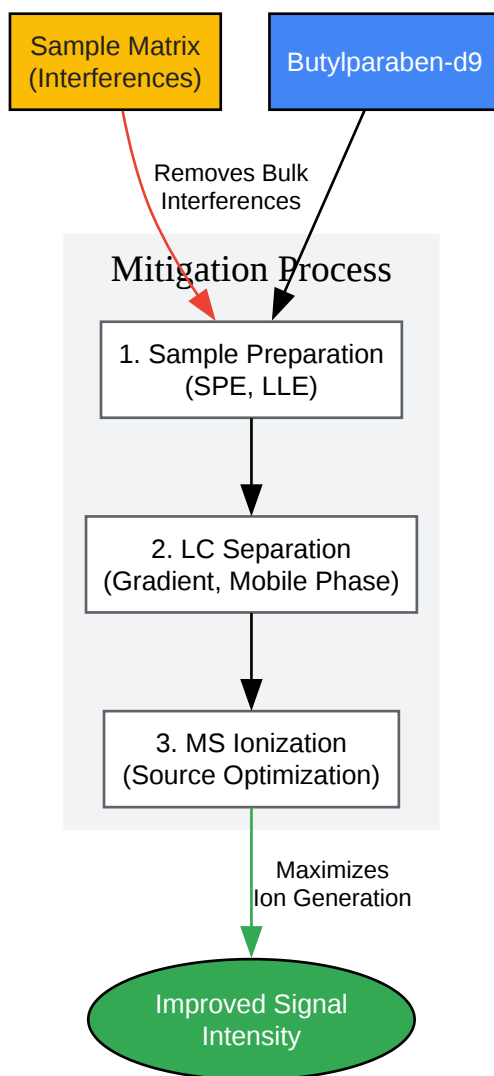 Sample Matrix
(Interferences)
Butylparaben-d9
Removes Bulk
Interferences
Mitigation Process
1. Sample Preparation
(SPE, LLE)
2. LC Separation
(Gradient, Mobile Phase)
3. MS Ionization
(Source Optimization)
Maximizes
Ion Generation
Improved Signal
Intensity